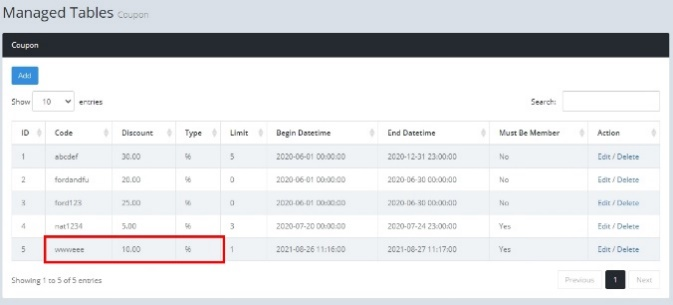 Managed Tables Coupon
Coupon
Add
Show 10 entries Search:
ID Code Discount Type Limit Begin Datetime End Datetime Must Be Member Action
1 abcdef 30.00 % 5 2020-06-01 00:00:00 2020-12-31 23:00:00 No Edit / Delete
2 fordandfu 20.00 % 0 2020-06-01 00:00:00 2020-06-30 00:00:00 No Edit / Delete
3 ford123 25.00 % 0 2020-06-01 00:00:00 2020-06-30 00:00:00 No Edit / Delete
4 nat1234 5.00 % 3 2020-07-20 00:00:00 2020-07-24 23:00:00 Yes Edit / Delete
5 wwweee 10.00 % 1 2021-08-26 11:16:00 2021-08-27 11:17:00 Yes Edit / Delete
Showing 1 to 5 of 5 entries Previous 1 Next